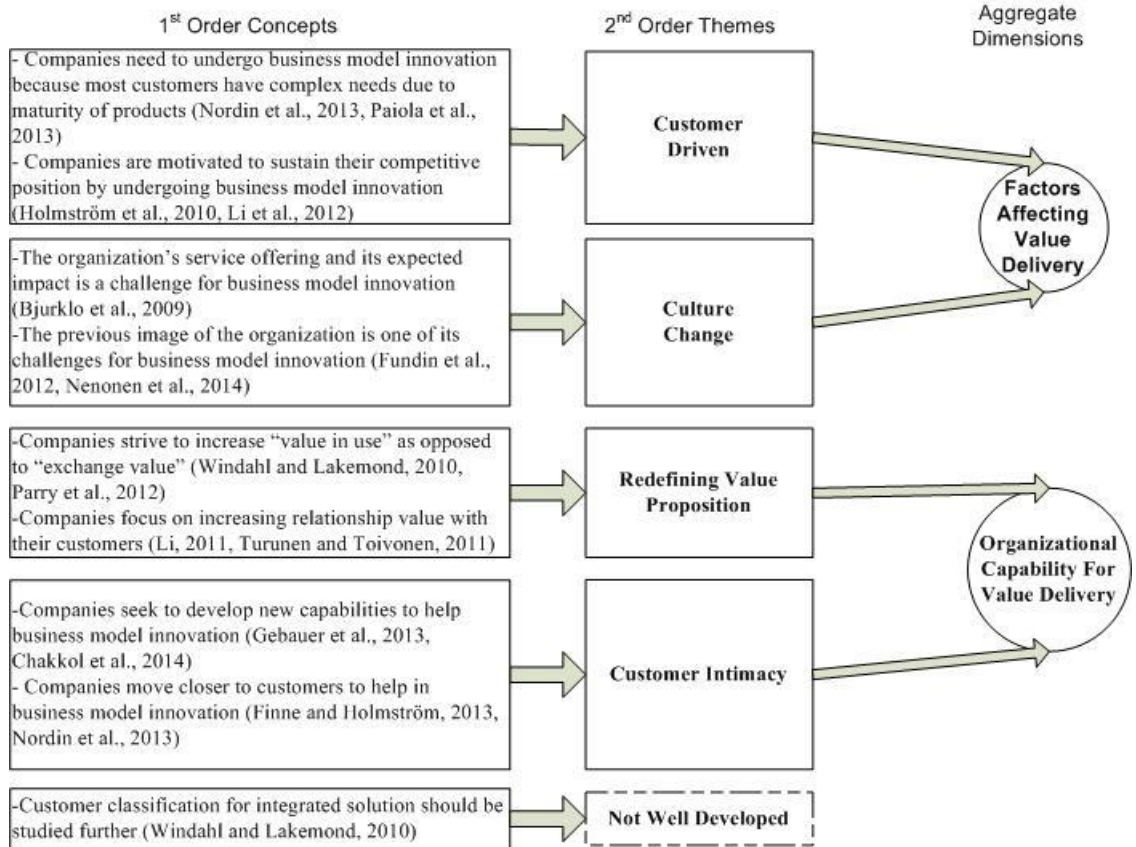 1st Order Concepts
2nd Order Themes
Aggregate
Dimensions
- Companies need to undergo business model innovation
because most customers have complex needs due to
maturity of products (Nordin et al., 2013, Paiola et al.,
2013)
- Companies are motivated to sustain their competitive
position by undergoing business model innovation
(Holmström et al., 2010, Li et al., 2012)
Customer
Driven
Factors
Affecting
Value
Delivery
-The organization’s service offering and its expected
impact is a challenge for business model innovation
(Bjurklo et al., 2009)
-The previous image of the organization is one of its
challenges for business model innovation (Fundin et al.,
2012, Nenonen et al., 2014)
Culture
Change
-Companies strive to increase “value in use” as opposed
to “exchange value” (Windahl and Lakemond, 2010,
Parry et al., 2012)
-Companies focus on increasing relationship value with
their customers (Li, 2011, Turunen and Toivonen, 2011)
Redefining Value
Proposition
Organizational
Capability For
Value Delivery
-Companies seek to develop new capabilities to help
business model innovation (Gebauer et al., 2013,
Chakkol et al., 2014)
- Companies move closer to customers to help in
business model innovation (Finne and Holmström, 2013,
Nordin et al., 2013)
Customer Intimacy
-Customer classification for integrated solution should be
studied further (Windahl and Lakemond, 2010)
Not Well Developed